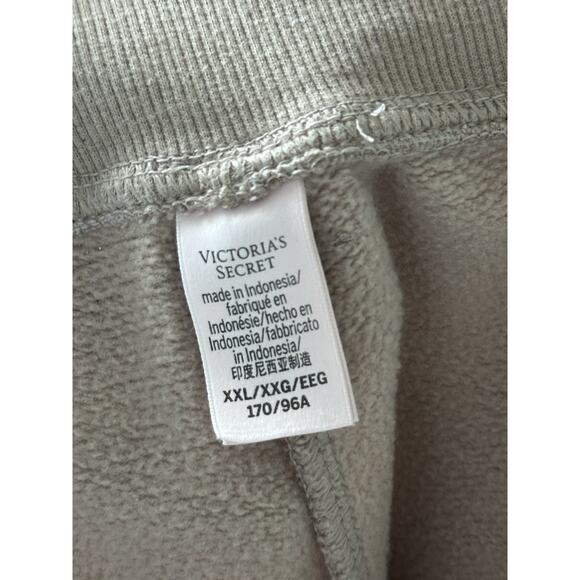 VICTORIA'S
SECRET
made in Indonesia/
fabriqué en
Indonésie/hecho en
Indonesia/fabbricato
in Indonesia/
印度尼西亚制造
XXL/XXG/EEG
170/96A